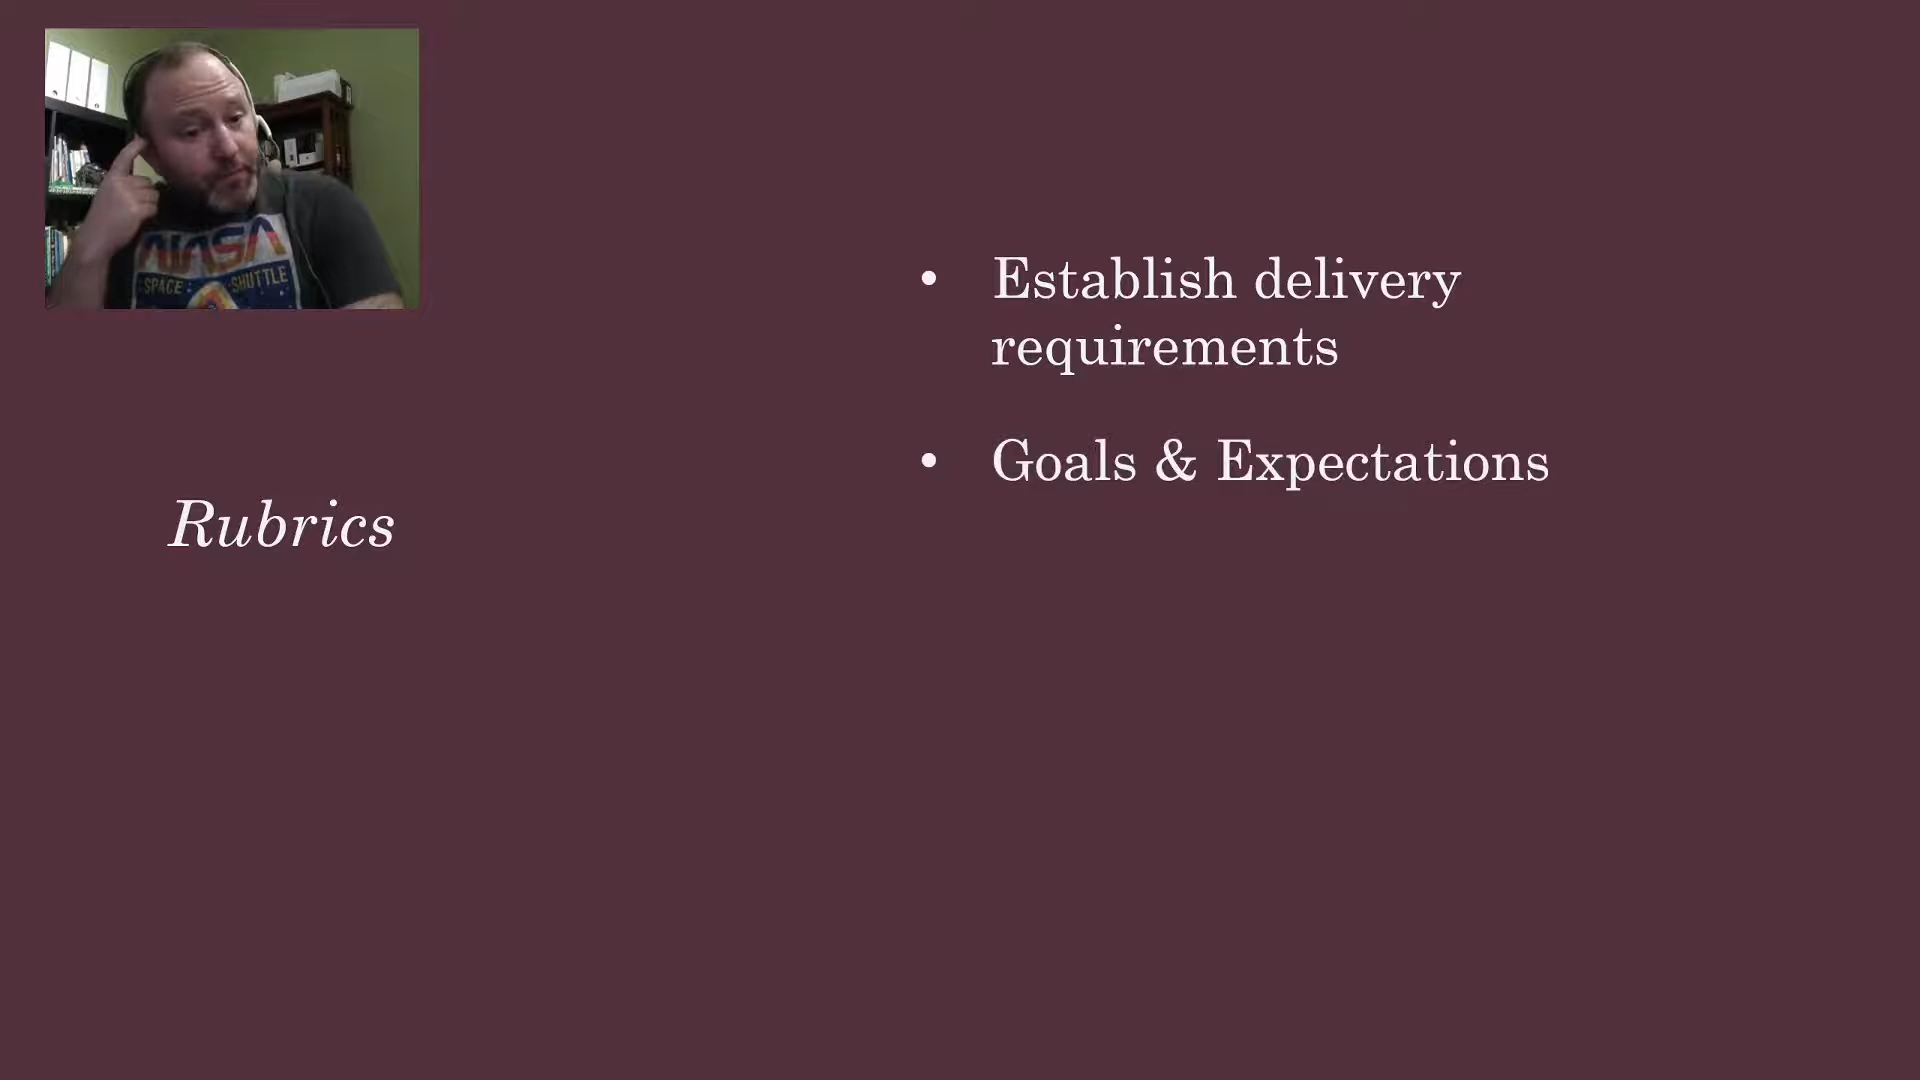 NASA
SPACE SHUTTLE
• Establish delivery
requirements
• Goals & Expectations
Rubrics